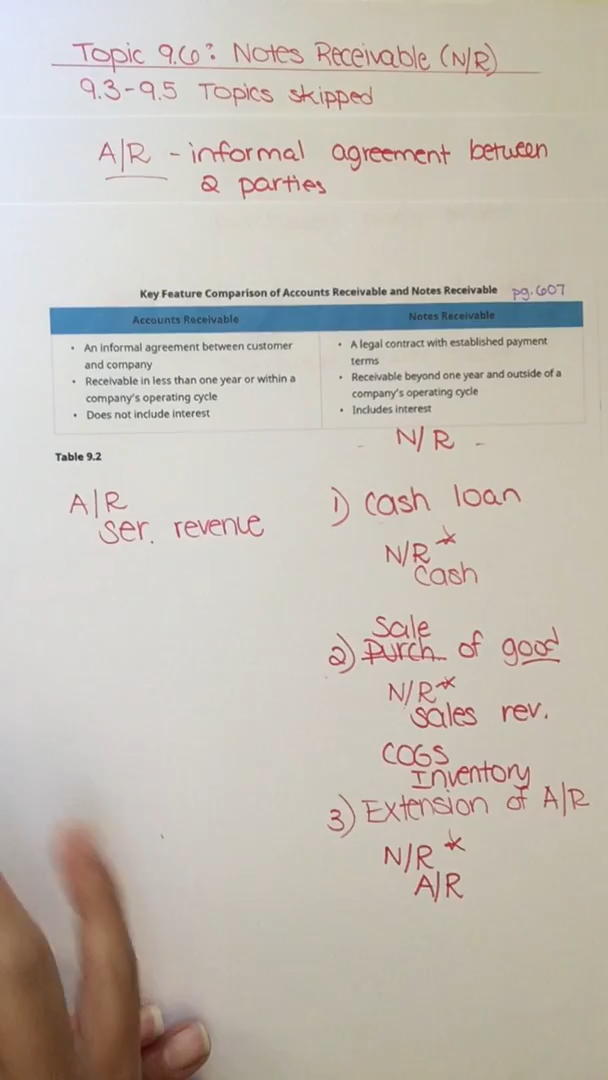 Topic 9.6: Notes Receivable (N/R)
9.3-9.5 Topics skipped
A/R - informal agreement between
2 parties
Key Feature Comparison of Accounts Receivable and Notes Receivable pg. 607
Accounts Receivable
• An informal agreement between customer
and company
• Receivable in less than one year or within a
company's operating cycle
• Does not include interest
Notes Receivable
• A legal contract with established payment
terms
• Receivable beyond one year and outside of a
company's operating cycle
• Includes interest
Table 9.2
A/R
ser. revenue
- N/R -
1) cash loan
N/R*
cash
Sale
2) Purch of good
N/R*
sales rev.
COGS
Inventory
3) Extension of A/R
N/R*
A/R